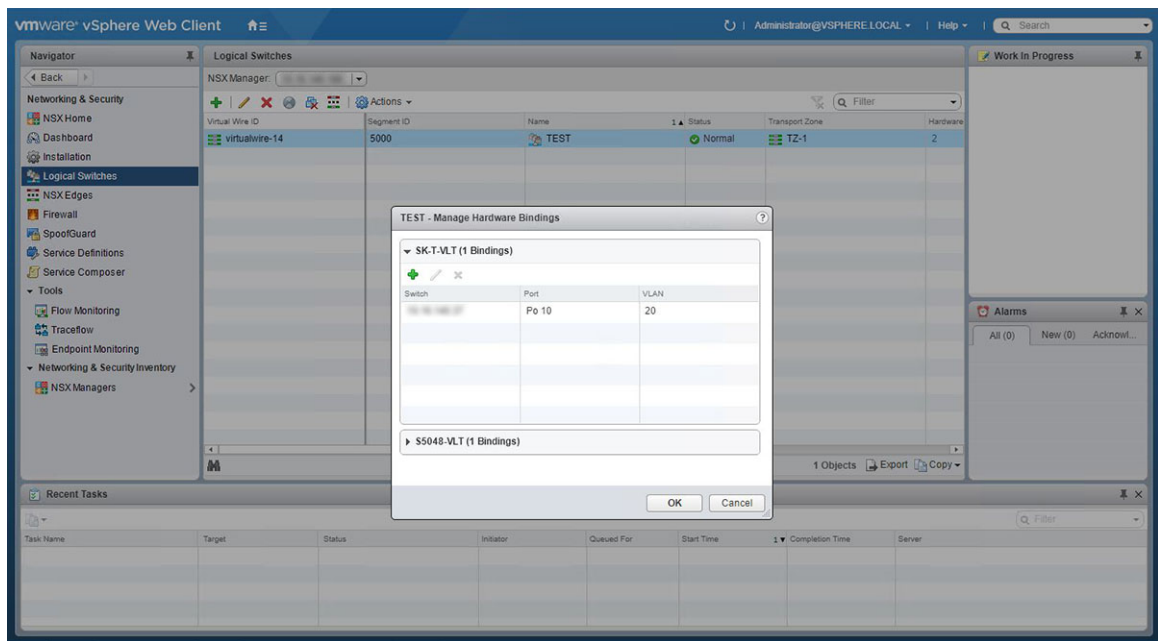 vmware® vSphere Web Client
Administrator@VSPHERE.LOCAL
Help
Search
Navigator
Back
Networking & Security
NSX Home
Dashboard
Installation
Logical Switches
NSX Edges
Firewall
SpoofGuard
Service Definitions
Service Composer
Tools
Flow Monitoring
Traceflow
Endpoint Monitoring
Networking & Security Inventory
NSX Managers
Logical Switches
NSX Manager:
Actions
Filter
Virtual Wire ID Segment ID Name 1 Status Transport Zone Hardware
virtualwire-14 5000 TEST Normal TZ-1 2
TEST - Manage Hardware Bindings
SK-T-VLT (1 Bindings)
Switch Port VLAN
Po 10 20
S5048-VLT (1 Bindings)
OK Cancel
1 Objects Export Copy
Work In Progress
Alarms
All (0) New (0) Acknowl...
Recent Tasks
Filter
Task Name Target Status Initiator Queued For Start Time 1 Completion Time Server